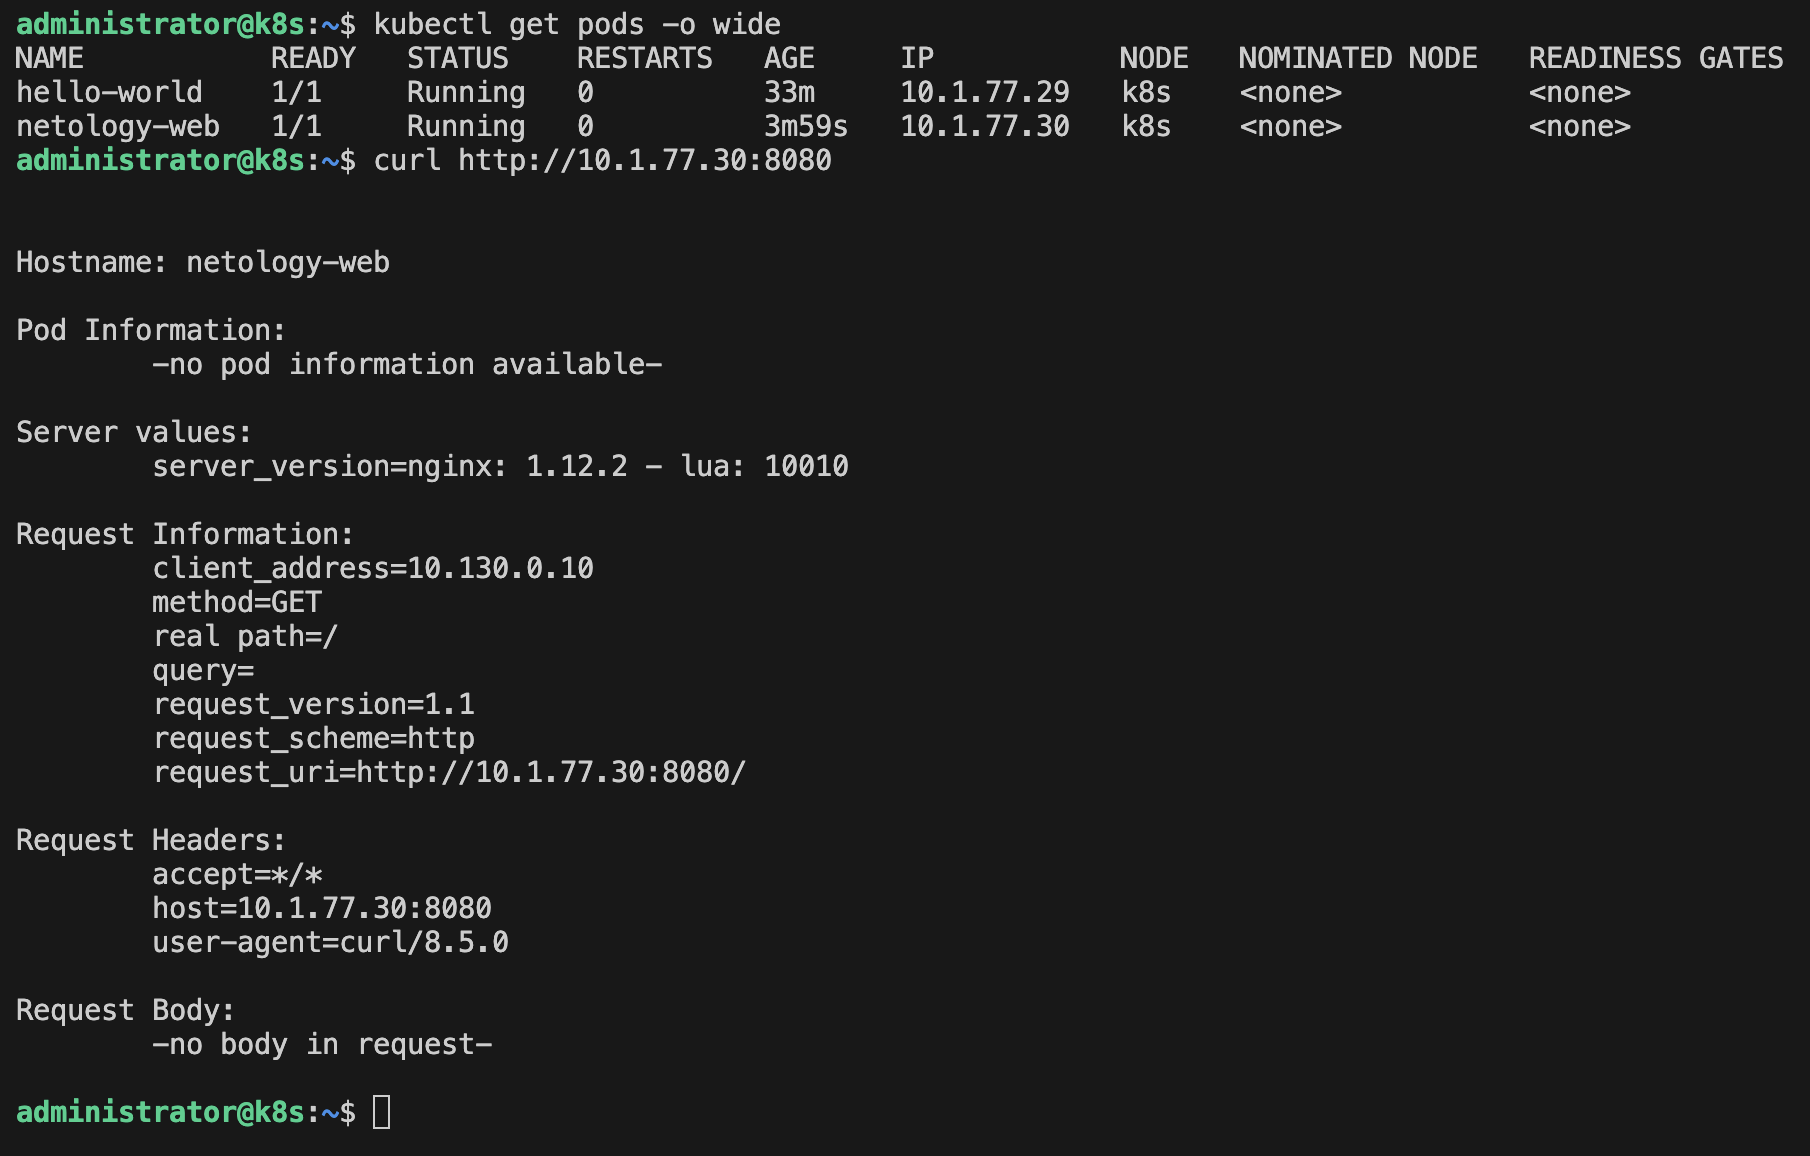 administrator@k8s:~$ kubectl get pods -o wide
NAME           READY   STATUS    RESTARTS   AGE     IP           NODE   NOMINATED NODE   READINESS GATES
hello-world    1/1     Running   0          33m     10.1.77.29   k8s    <none>           <none>
netology-web   1/1     Running   0          3m59s   10.1.77.30   k8s    <none>           <none>
administrator@k8s:~$ curl http://10.1.77.30:8080
Hostname: netology-web
Pod Information:
        -no pod information available-
Server values:
        server_version=nginx: 1.12.2 - lua: 10010
Request Information:
        client_address=10.130.0.10
        method=GET
        real path=/
        query=
        request_version=1.1
        request_scheme=http
        request_uri=http://10.1.77.30:8080/
Request Headers:
        accept=*/*
        host=10.1.77.30:8080
        user-agent=curl/8.5.0
Request Body:
        -no body in request-
administrator@k8s:~$